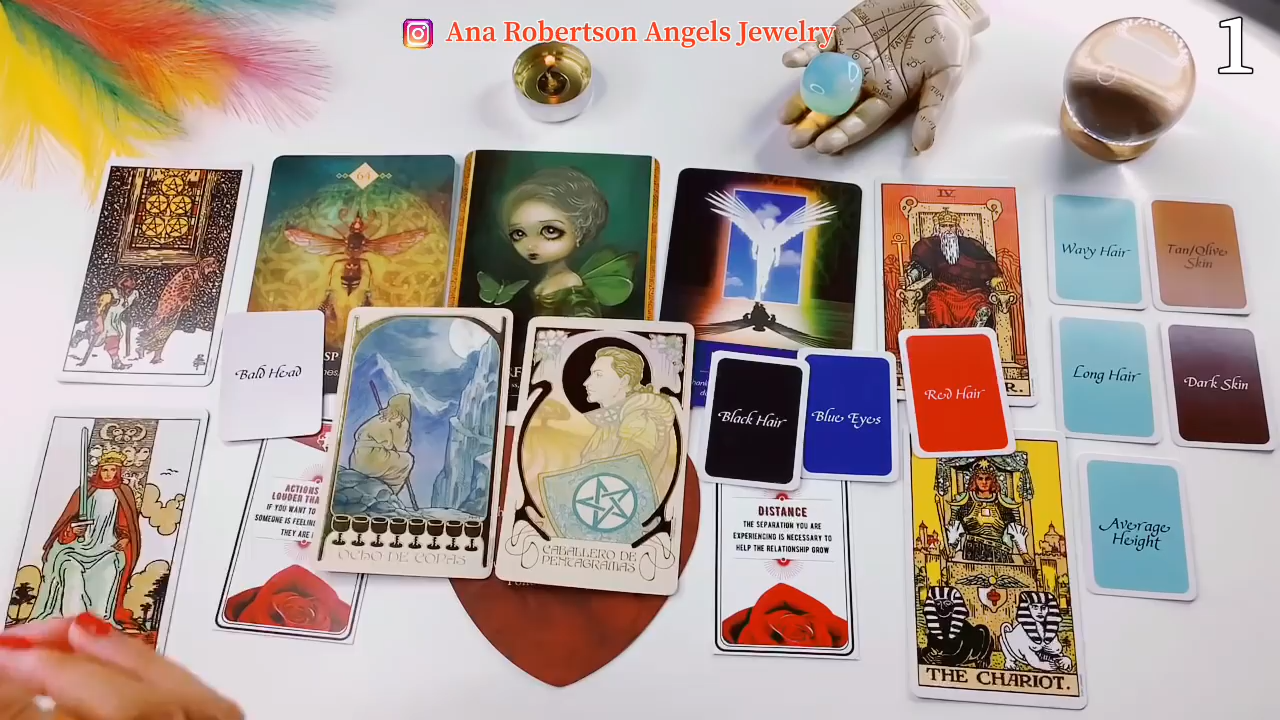 Ana Robertson Angels Jewelry
1
64
IV
Wavy Hair
Tan/Olive
Skin
Bald Head
Black Hair
Blue Eyes
Red Hair
Long Hair
Dark Skin
ACTIONS
LOUDER THA
IF YOU WANT TO
SOMEONE IS FEELIN
THEY ARE
OCHO DE COPAS
CABALLERO DE
PENTAGRAMAS
DISTANCE
THE SEPARATION YOU ARE
EXPERIENCING IS NECESSARY TO
HELP THE RELATIONSHIP GROW
Average
Height
THE CHARIOT.